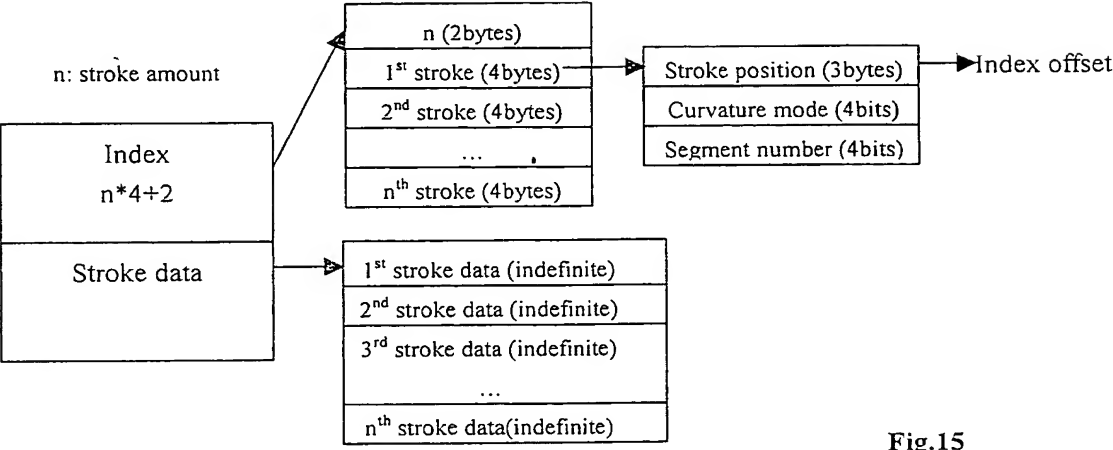 n: stroke amount
Index
n*4+2
Stroke data
n (2bytes)
1st stroke (4bytes)
2nd stroke (4bytes)
...
nth stroke (4bytes)
Stroke position (3bytes)
Curvature mode (4bits)
Segment number (4bits)
Index offset
1st stroke data (indefinite)
2nd stroke data (indefinite)
3rd stroke data (indefinite)
...
nth stroke data(indefinite)
Fig.15